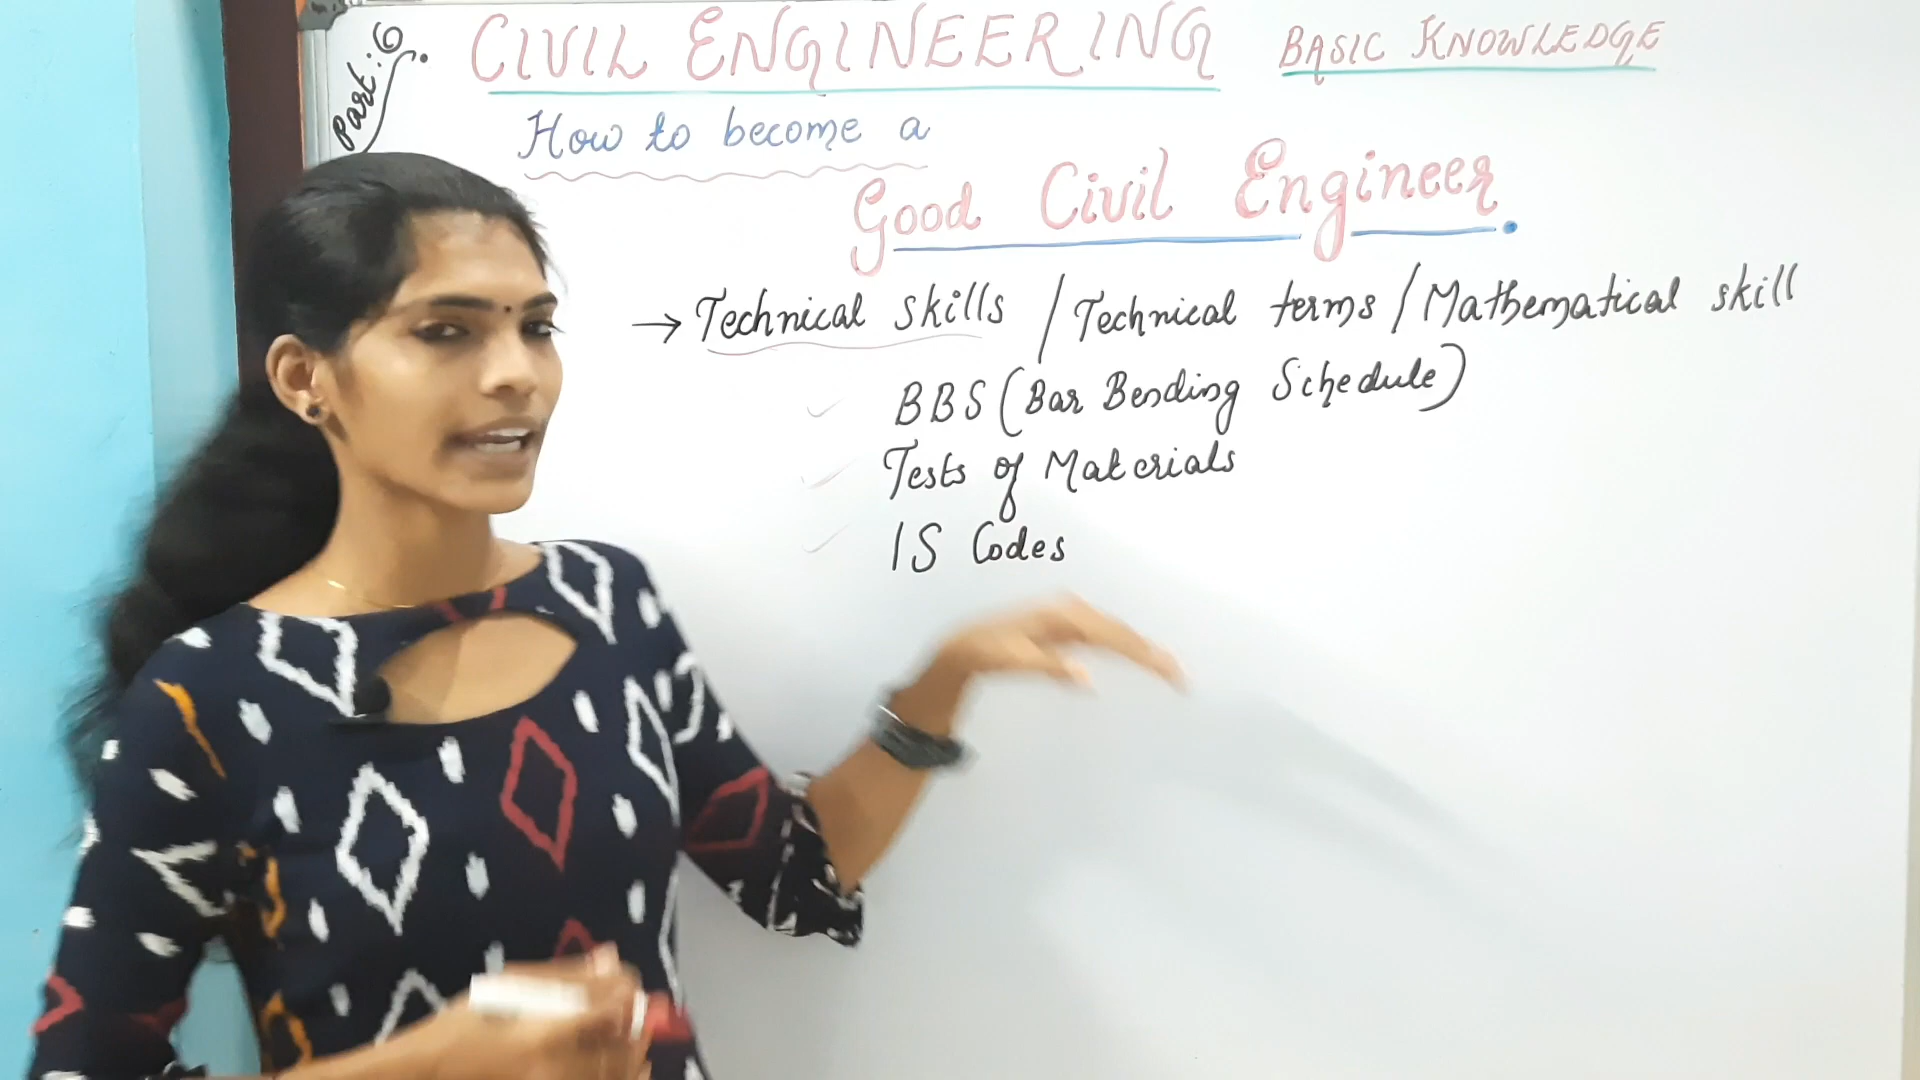 Part: 6
CIVIL ENGINEERING BASIC KNOWLEDGE
How to become a
Good Civil Engineer.
→ Technical skills / Technical terms / Mathematical skill
BBS (Bar Bending Schedule)
Tests of Materials
IS Codes